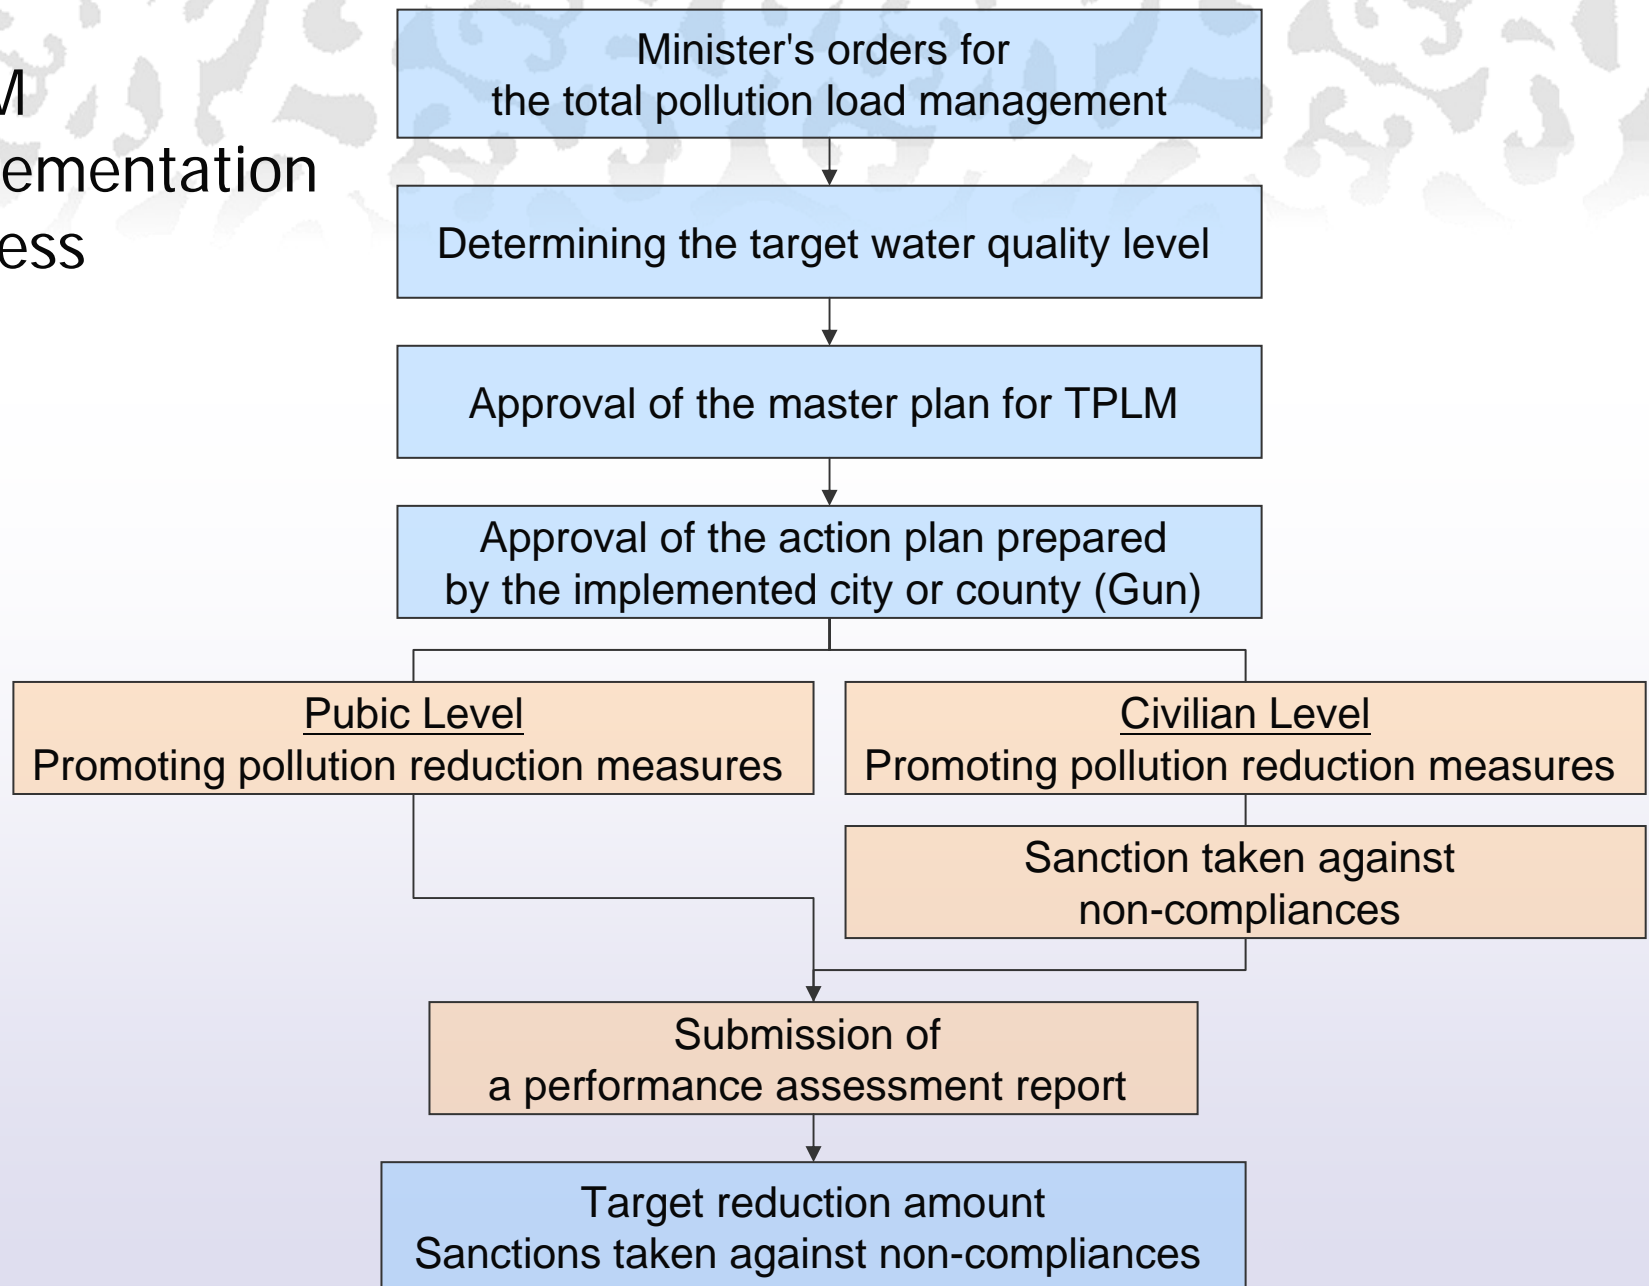 M
ementation
ess
Minister's orders for
the total pollution load management
Determining the target water quality level
Approval of the master plan for TPLM
Approval of the action plan prepared
by the implemented city or county (Gun)
Pubic Level
Promoting pollution reduction measures
Civilian Level
Promoting pollution reduction measures
Sanction taken against
non-compliances
Submission of
a performance assessment report
Target reduction amount
Sanctions taken against non-compliances